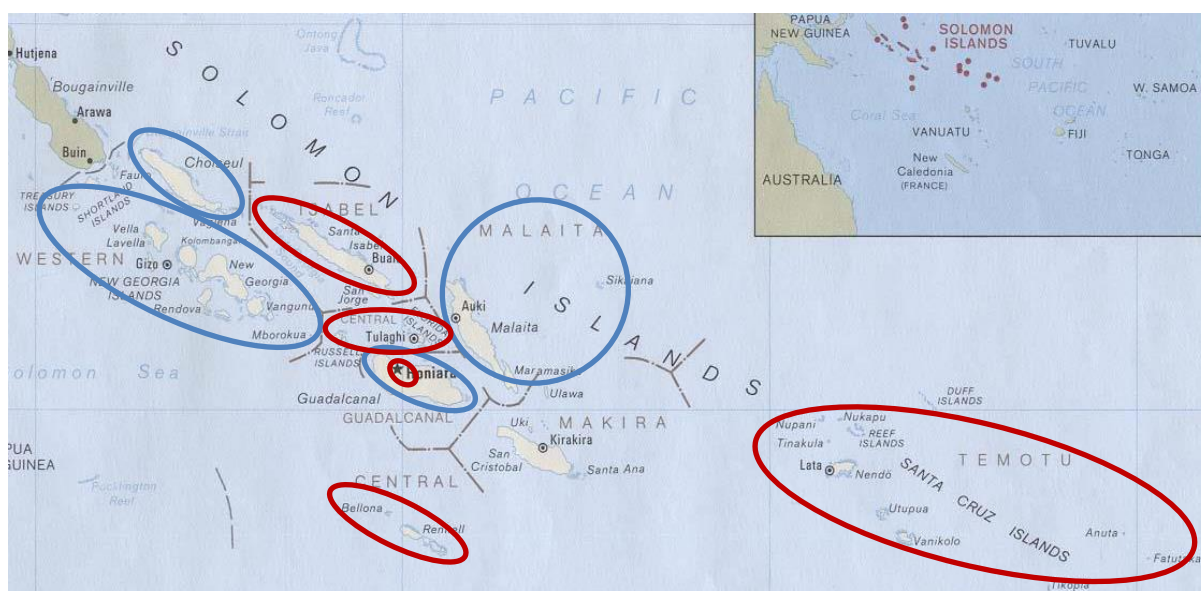 Hutjena
Bougainville
Arawa
Buin
Ontong
Java
Roncador
Reef
SOLOMON
ISLANDS
PACIFIC
OCEAN
Choiseul
Fauro
TREASURY
ISLANDS
SHORTLAND
ISLANDS
Vaghena
Vella
Lavella
Kolombangara
WESTERN
Gizo
New
Georgia
NEW GEORGIA
ISLANDS
Rendova
Vangunu
Mborokua
ISABEL
Santa
Isabel
Buala
San
Jorge
MALAITA
Sikaiana
Auki
Malaita
Maramasike
Ulawa
CENTRAL
FLORIDA
ISLANDS
Tulaghi
RUSSELL
ISLANDS
Honiara
Guadalcanal
GUADALCANAL
Solomon Sea
MAKIRA
Uki
Kirakira
San
Cristobal
Santa Ana
CENTRAL
Bellona
Rennell
PUA
GUINEA
Pocklington
Reef
DUFF
ISLANDS
Nupani
Nukapu
Tinakula
REEF
ISLANDS
TEMOTU
Lata
Nendö
SANTA CRUZ ISLANDS
Utupua
Vanikolo
Anuta
Fatutaka
Tikopia
PAPUA
NEW GUINEA
SOLOMON
ISLANDS
TUVALU
SOUTH
PACIFIC
OCEAN
W. SAMOA
Coral Sea
VANUATU
FIJI
New
Caledonia
(FRANCE)
TONGA
AUSTRALIA